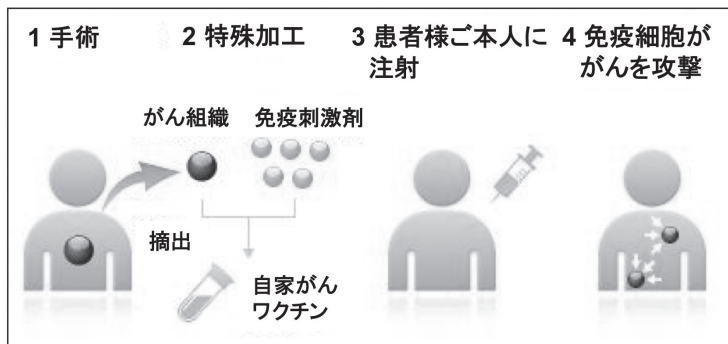 1 手術
2 特殊加工
3 患者様ご本人に
注射
4 免疫細胞が
がんを攻撃
がん組織
免疫刺激剤
摘出
自家がん
ワクチン